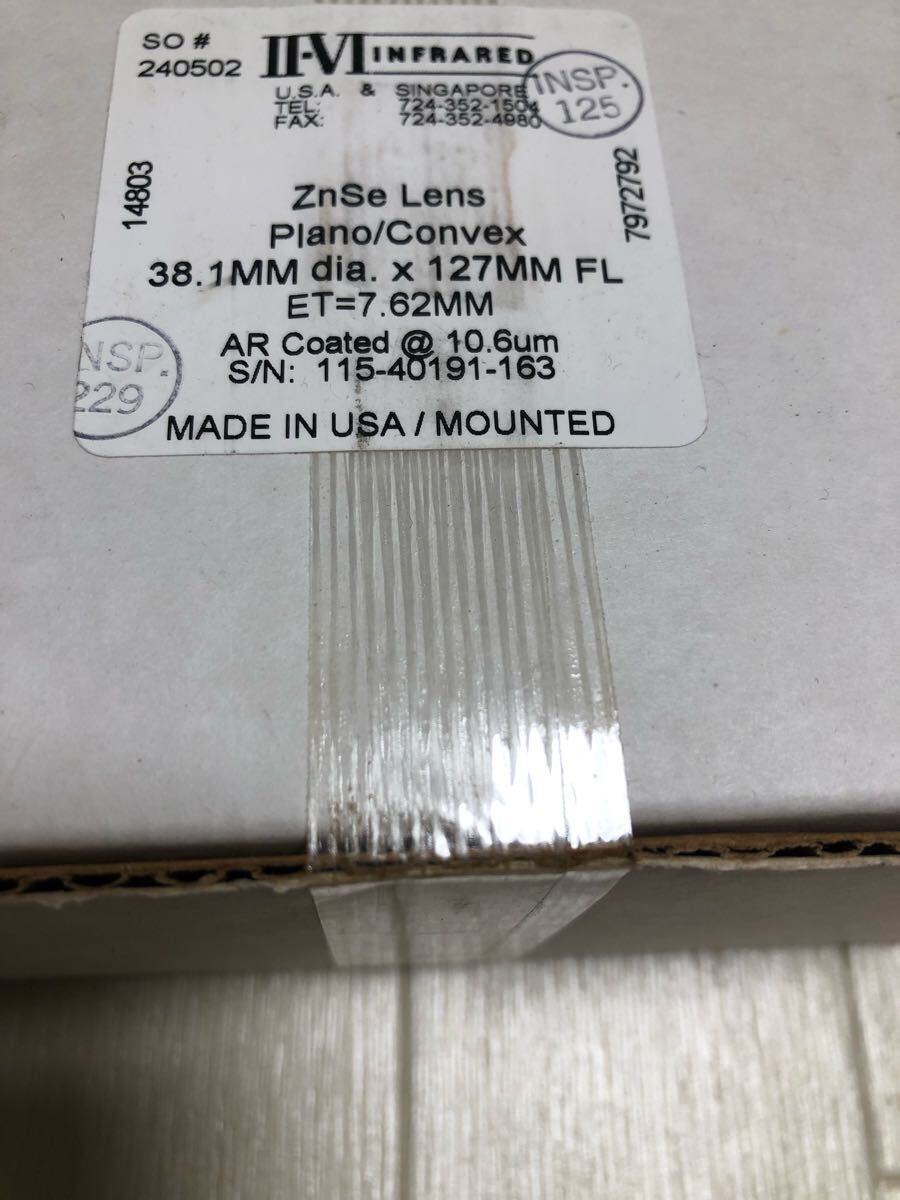 SO #
240502
II-VI INFRARED
U.S.A. & SINGAPORE
TEL: 724-352-1504
FAX: 724-352-4980
INSP.
125
14803
7972792
ZnSe Lens
Plano/Convex
38.1MM dia. x 127MM FL
ET=7.62MM
AR Coated @ 10.6um
S/N: 115-40191-163
NSP.
229
MADE IN USA / MOUNTED